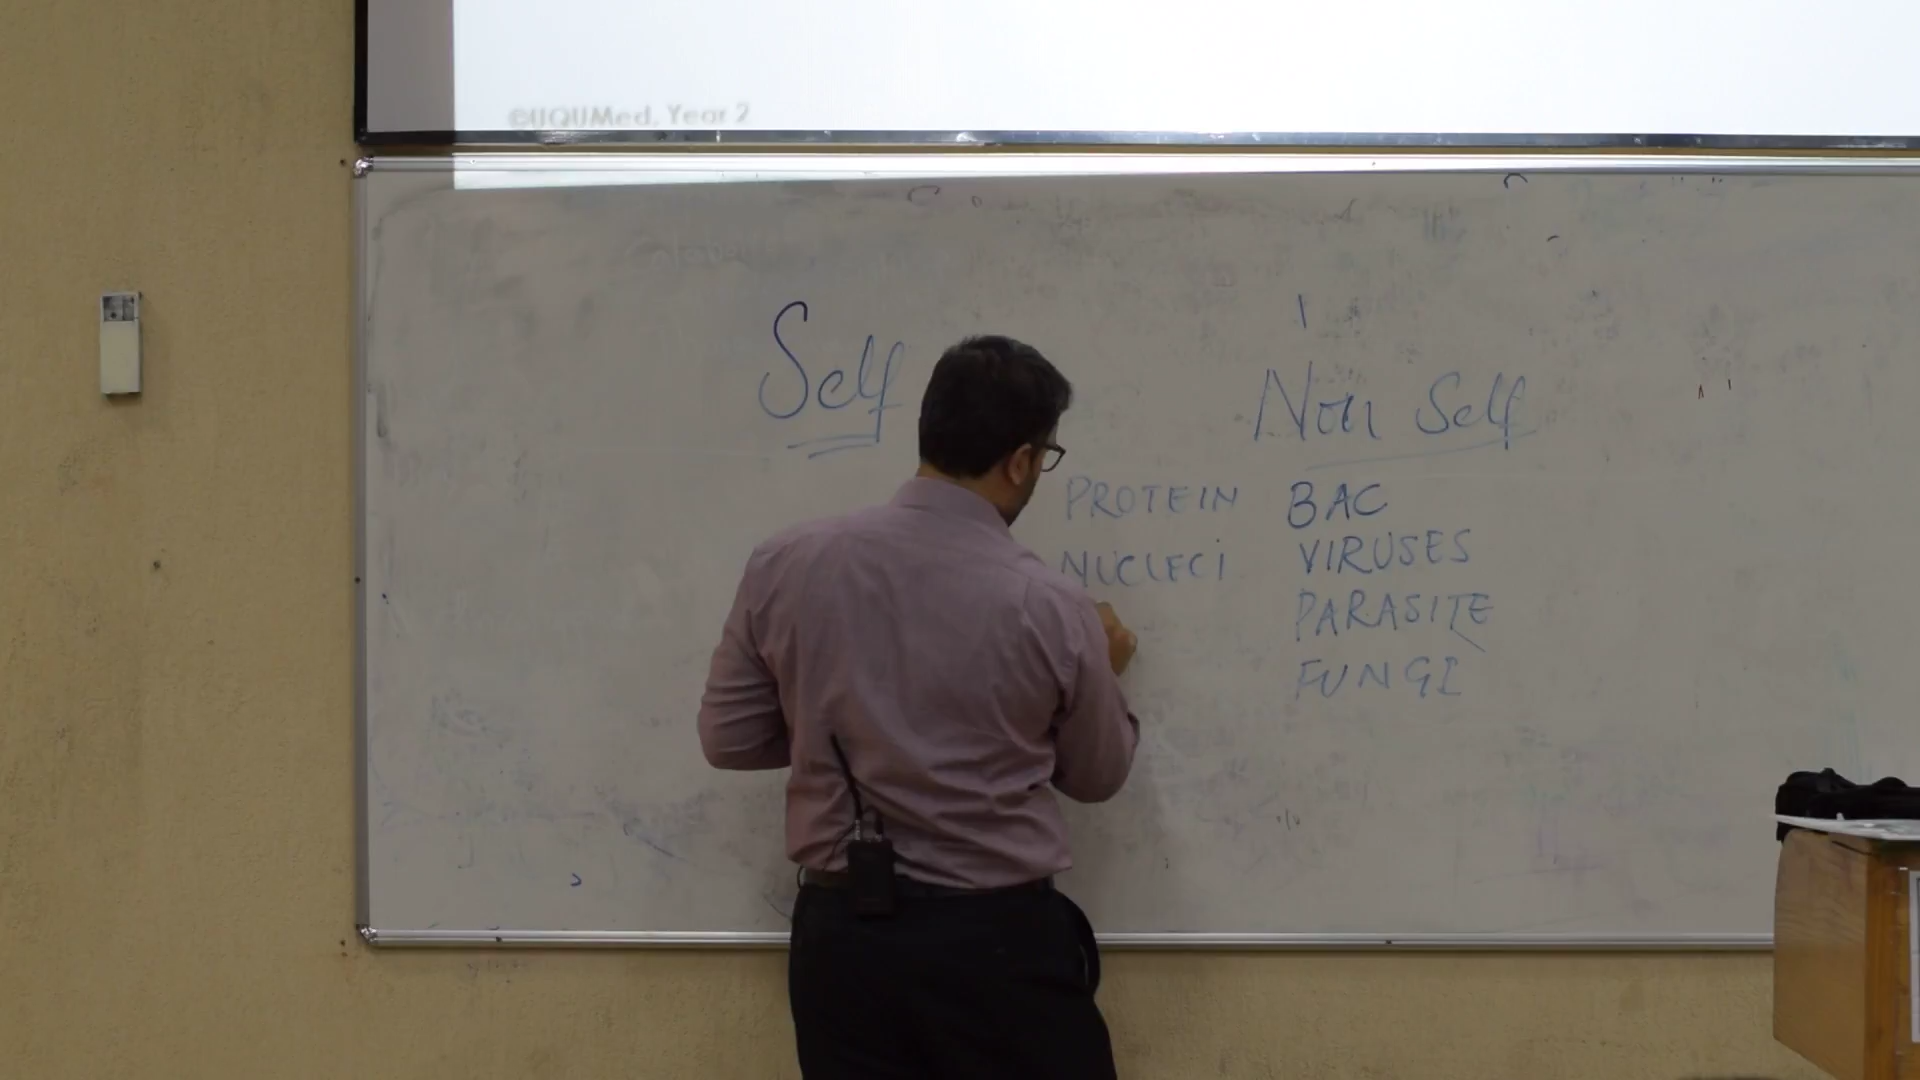 ©UQUMed, Year 2
Self
Non Self
PROTEIN BAC
NUCLECI VIRUSES
PARASITE
FUNGI